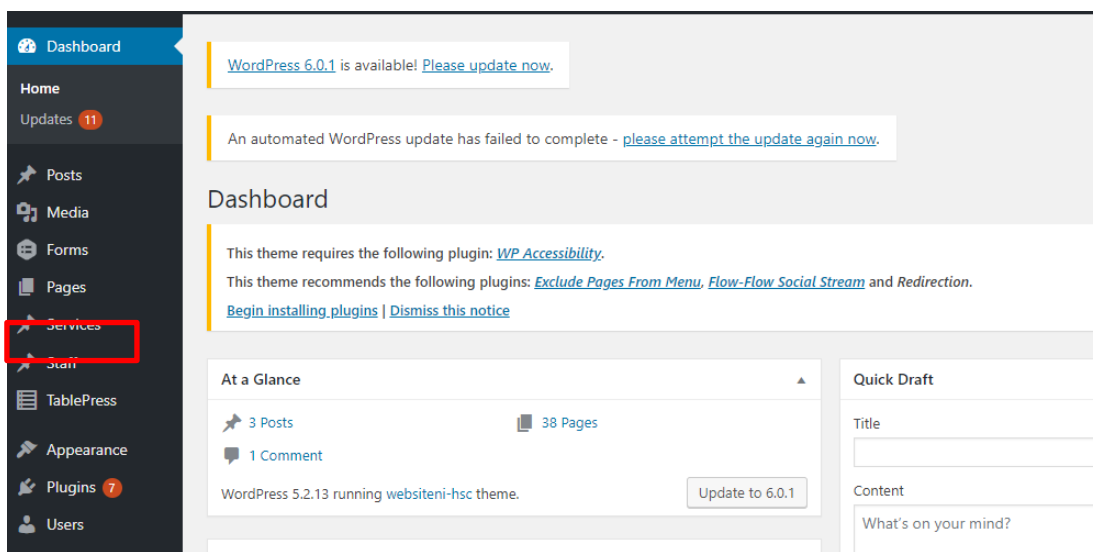 Dashboard
Home
Updates 11
Posts
Media
Forms
Pages
Services
Staff
TablePress
Appearance
Plugins 7
Users
WordPress 6.0.1 is available! Please update now.
An automated WordPress update has failed to complete - please attempt the update again now.
Dashboard
This theme requires the following plugin: WP Accessibility.
This theme recommends the following plugins: Exclude Pages From Menu, Flow-Flow Social Stream and Redirection.
Begin installing plugins | Dismiss this notice
At a Glance
3 Posts
38 Pages
1 Comment
WordPress 5.2.13 running websiteni-hsc theme.
Update to 6.0.1
Quick Draft
Title
Content
What's on your mind?